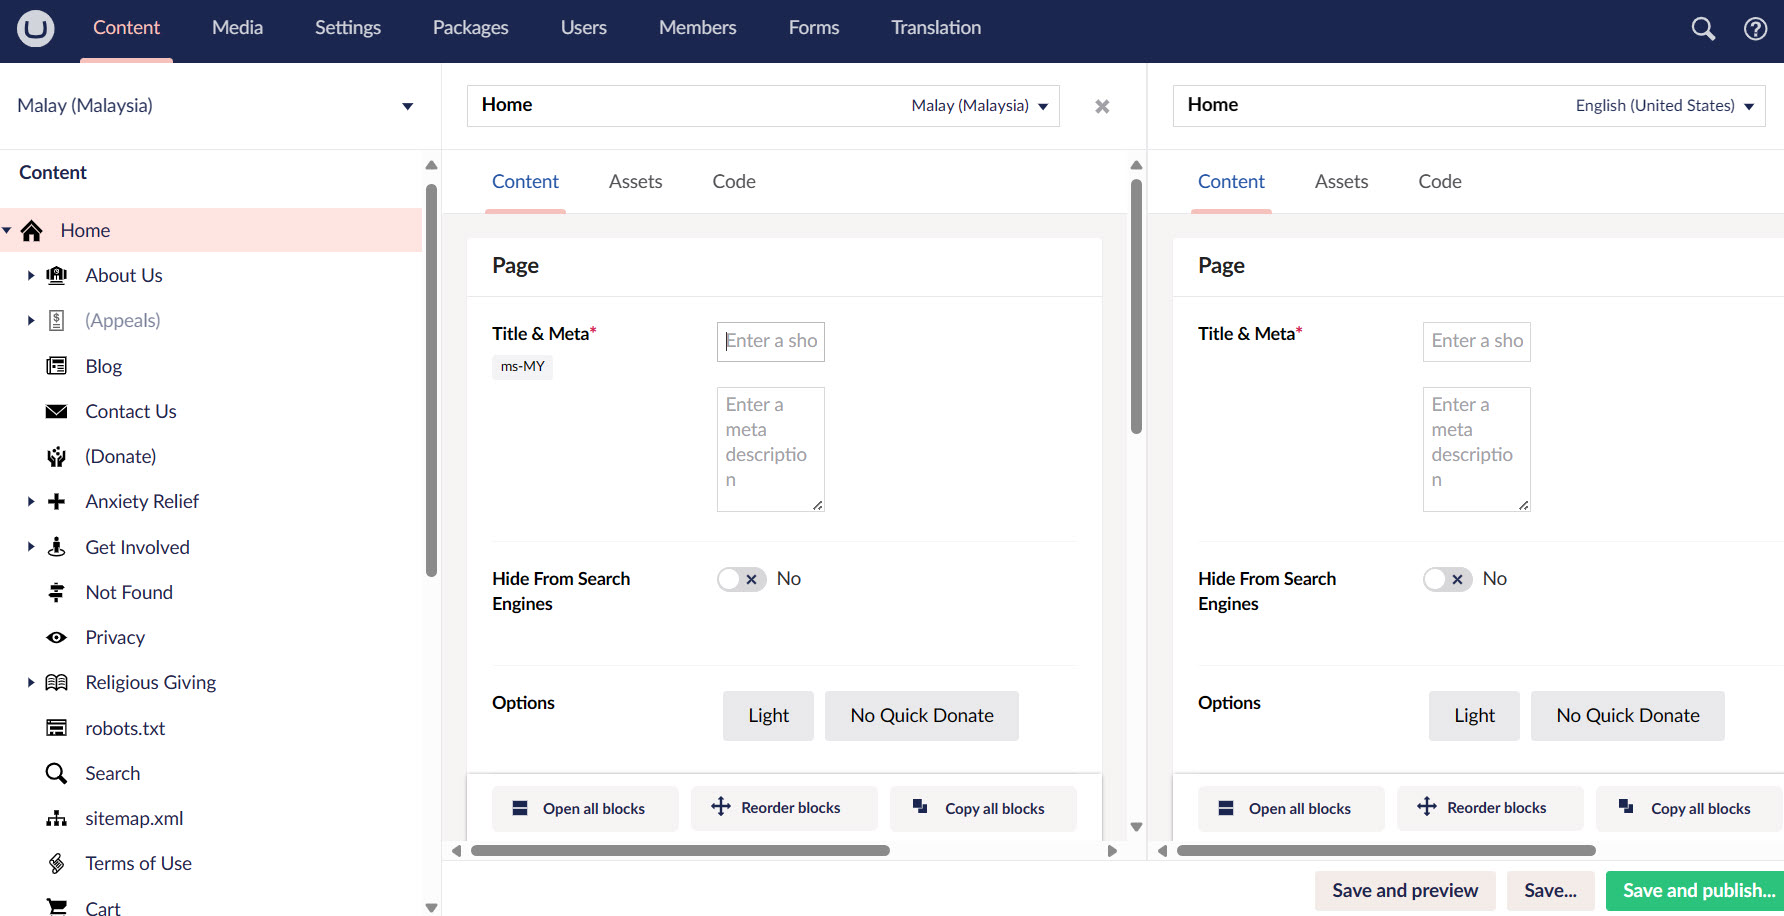 Content Media Settings Packages Users Members Forms Translation
Malay (Malaysia)
Content
Home
About Us
(Appeals)
Blog
Contact Us
(Donate)
Anxiety Relief
Get Involved
Not Found
Privacy
Religious Giving
robots.txt
Search
sitemap.xml
Terms of Use
Cart
Home Malay (Malaysia)
Content Assets Code
Page
Title & Meta*
ms-MY
Enter a sho
Enter a
meta
descriptio
n
Hide From Search
Engines
No
Options
Light No Quick Donate
Open all blocks Reorder blocks Copy all blocks
Home English (United States)
Content Assets Code
Page
Title & Meta*
Enter a sho
Enter a
meta
descriptio
n
Hide From Search
Engines
No
Options
Light No Quick Donate
Open all blocks Reorder blocks Copy all blocks
Save and preview Save... Save and publish...